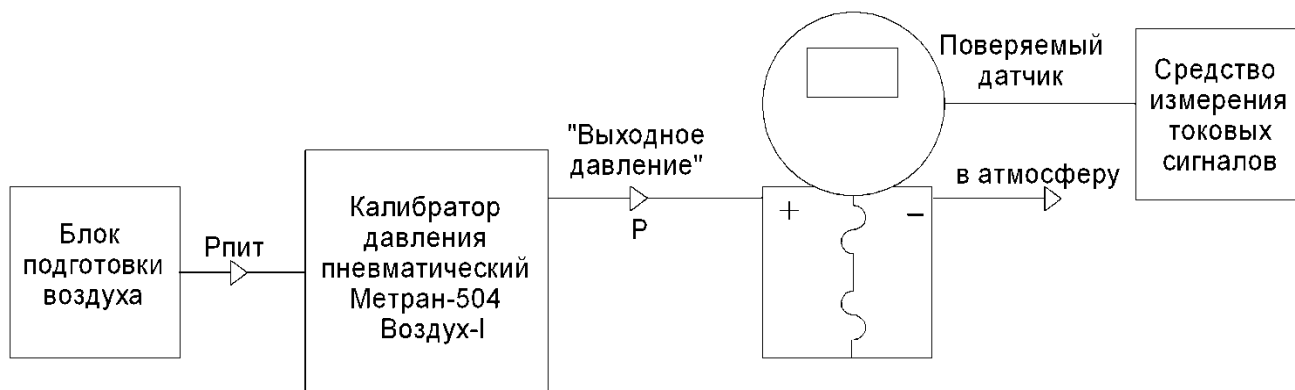 Блок
подготовки
воздуха
Рпит
Калибратор
давления
пневматический
Метран-504
Воздух-I
"Выходное
давление"
Р
+
–
Поверяемый
датчик
в атмосферу
Средство
измерения
токовых
сигналов